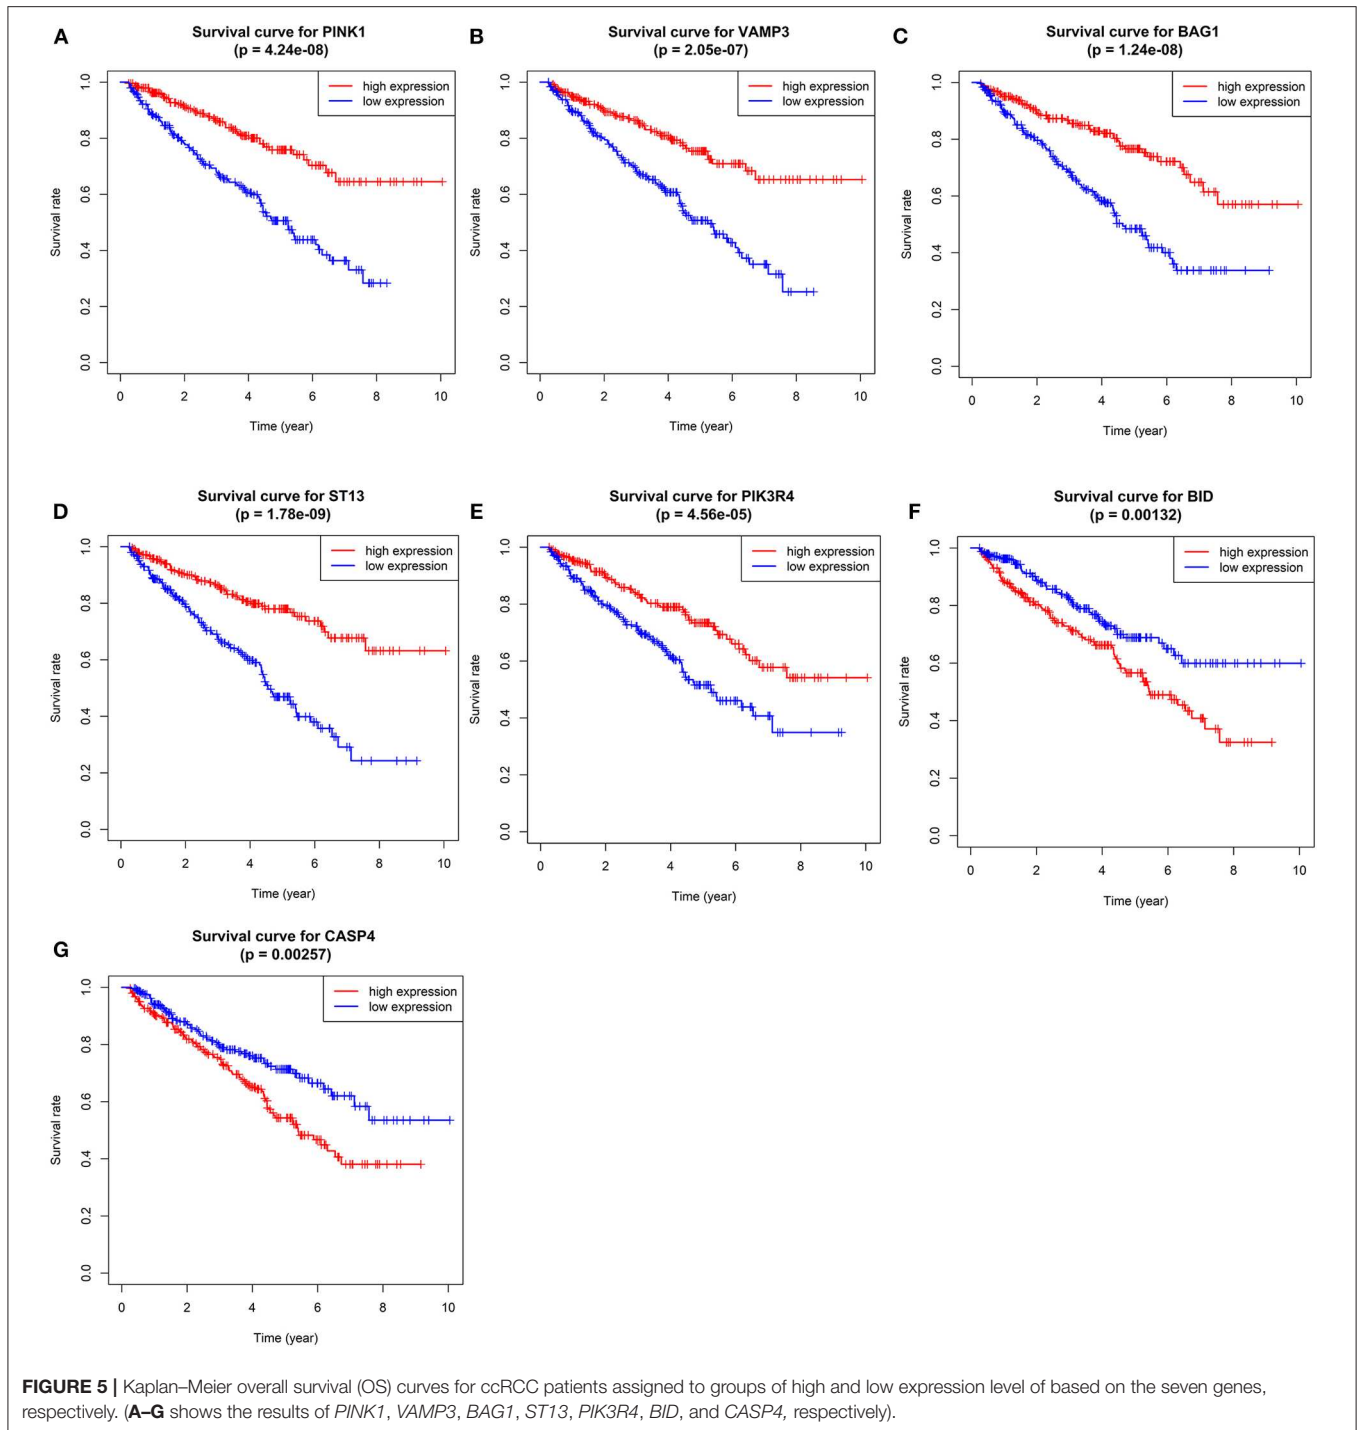 A
Survival curve for PINK1
(p = 4.24e-08)
high expression
low expression
Survival rate
0.0 0.2 0.4 0.6 0.8 1.0
0 2 4 6 8 10
Time (year)
B
Survival curve for VAMP3
(p = 2.05e-07)
high expression
low expression
Survival rate
0.0 0.2 0.4 0.6 0.8 1.0
0 2 4 6 8 10
Time (year)
C
Survival curve for BAG1
(p = 1.24e-08)
high expression
low expression
Survival rate
0.0 0.2 0.4 0.6 0.8 1.0
0 2 4 6 8 10
Time (year)
D
Survival curve for ST13
(p = 1.78e-09)
high expression
low expression
Survival rate
0.0 0.2 0.4 0.6 0.8 1.0
0 2 4 6 8 10
Time (year)
E
Survival curve for PIK3R4
(p = 4.56e-05)
high expression
low expression
Survival rate
0.0 0.2 0.4 0.6 0.8 1.0
0 2 4 6 8 10
Time (year)
F
Survival curve for BID
(p = 0.00132)
high expression
low expression
Survival rate
0.0 0.2 0.4 0.6 0.8 1.0
0 2 4 6 8 10
Time (year)
G
Survival curve for CASP4
(p = 0.00257)
high expression
low expression
Survival rate
0.0 0.2 0.4 0.6 0.8 1.0
0 2 4 6 8 10
Time (year)
FIGURE 5 | Kaplan–Meier overall survival (OS) curves for ccRCC patients assigned to groups of high and low expression level of based on the seven genes,
respectively. (A–G shows the results of PINK1, VAMP3, BAG1, ST13, PIK3R4, BID, and CASP4, respectively).